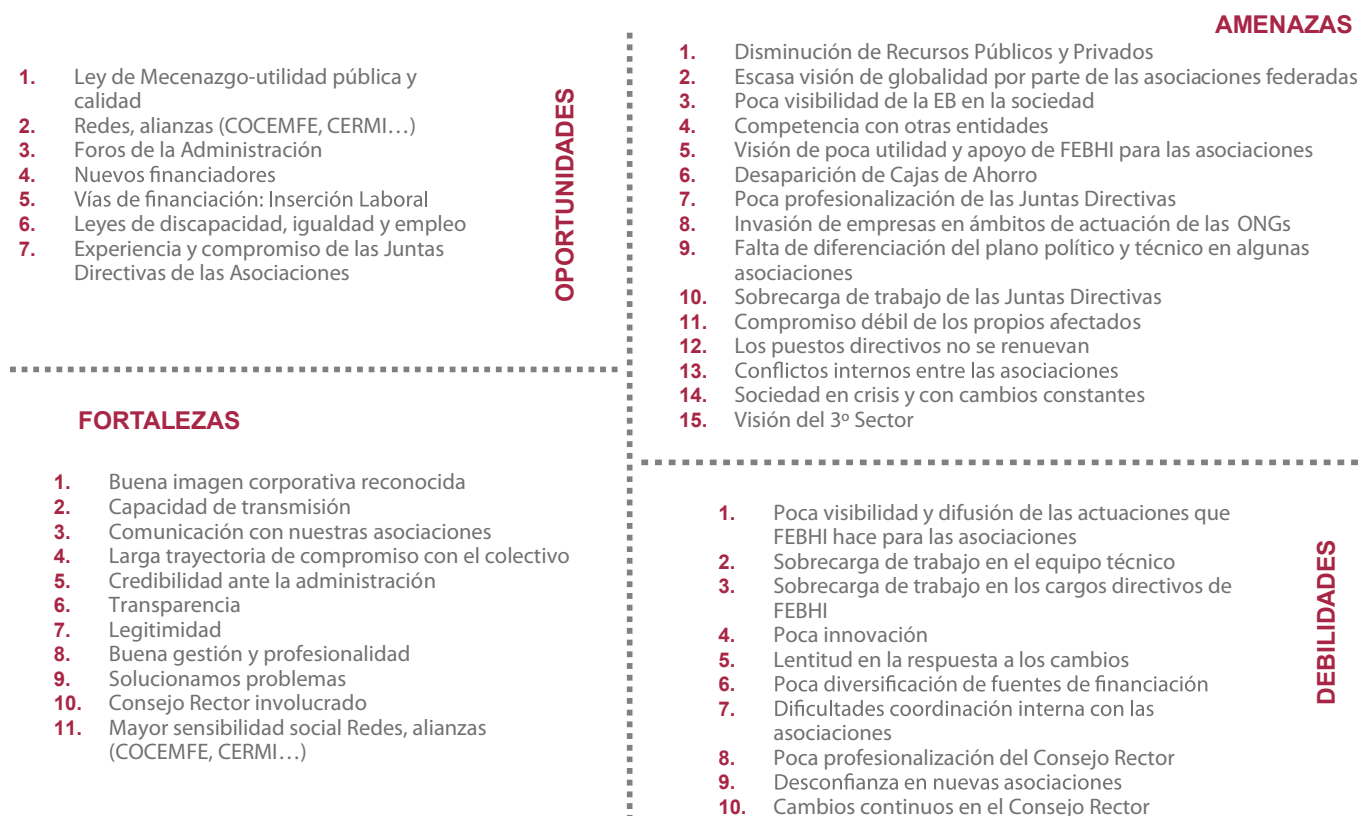 1. Ley de Mecenazgo-utilidad pública y
calidad
2. Redes, alianzas (COCEMFE, CERMI…)
3. Foros de la Administración
4. Nuevos financiadores
5. Vías de financiación: Inserción Laboral
6. Leyes de discapacidad, igualdad y empleo
7. Experiencia y compromiso de las Juntas
Directivas de las Asociaciones
OPORTUNIDADES
AMENAZAS
1. Disminución de Recursos Públicos y Privados
2. Escasa visión de globalidad por parte de las asociaciones federadas
3. Poca visibilidad de la EB en la sociedad
4. Competencia con otras entidades
5. Visión de poca utilidad y apoyo de FEBHI para las asociaciones
6. Desaparición de Cajas de Ahorro
7. Poca profesionalización de las Juntas Directivas
8. Invasión de empresas en ámbitos de actuación de las ONGs
9. Falta de diferenciación del plano político y técnico en algunas
asociaciones
10. Sobrecarga de trabajo de las Juntas Directivas
11. Compromiso débil de los propios afectados
12. Los puestos directivos no se renuevan
13. Conflictos internos entre las asociaciones
14. Sociedad en crisis y con cambios constantes
15. Visión del 3º Sector
FORTALEZAS
1. Buena imagen corporativa reconocida
2. Capacidad de transmisión
3. Comunicación con nuestras asociaciones
4. Larga trayectoria de compromiso con el colectivo
5. Credibilidad ante la administración
6. Transparencia
7. Legitimidad
8. Buena gestión y profesionalidad
9. Solucionamos problemas
10. Consejo Rector involucrado
11. Mayor sensibilidad social Redes, alianzas
(COCEMFE, CERMI…)
1. Poca visibilidad y difusión de las actuaciones que
FEBHI hace para las asociaciones
2. Sobrecarga de trabajo en el equipo técnico
3. Sobrecarga de trabajo en los cargos directivos de
FEBHI
4. Poca innovación
5. Lentitud en la respuesta a los cambios
6. Poca diversificación de fuentes de financiación
7. Dificultades coordinación interna con las
asociaciones
8. Poca profesionalización del Consejo Rector
9. Desconfianza en nuevas asociaciones
10. Cambios continuos en el Consejo Rector
DEBILIDADES